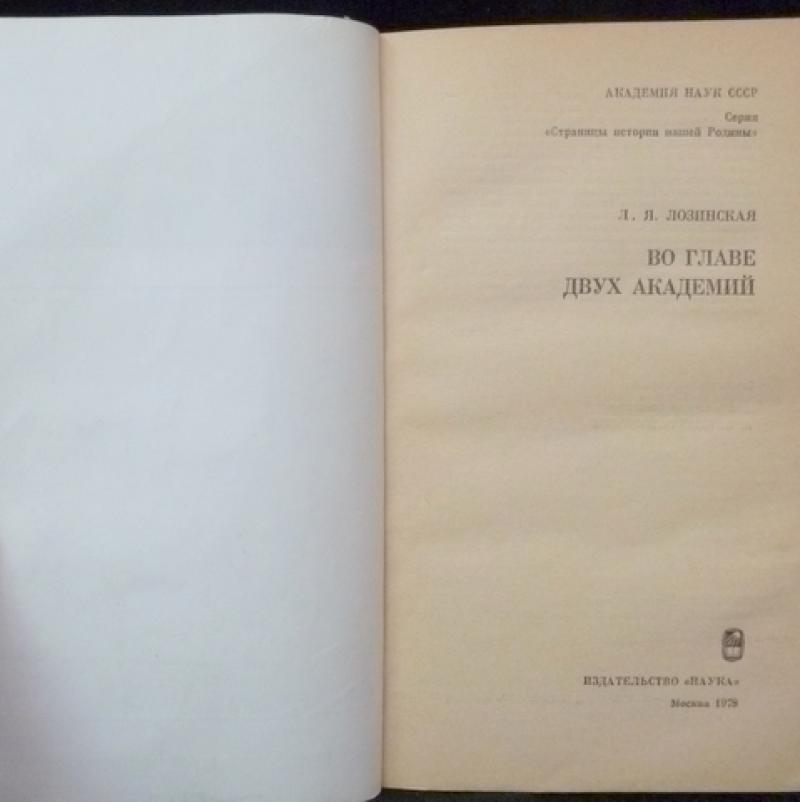 АКАДЕМИЯ НАУК СССР
Серия
«Страницы истории нашей Родины»
Л. Я. ЛОЗИНСКАЯ
ВО ГЛАВЕ
ДВУХ АКАДЕМИЙ
ИЗДАТЕЛЬСТВО «НАУКА»
Москва 1978